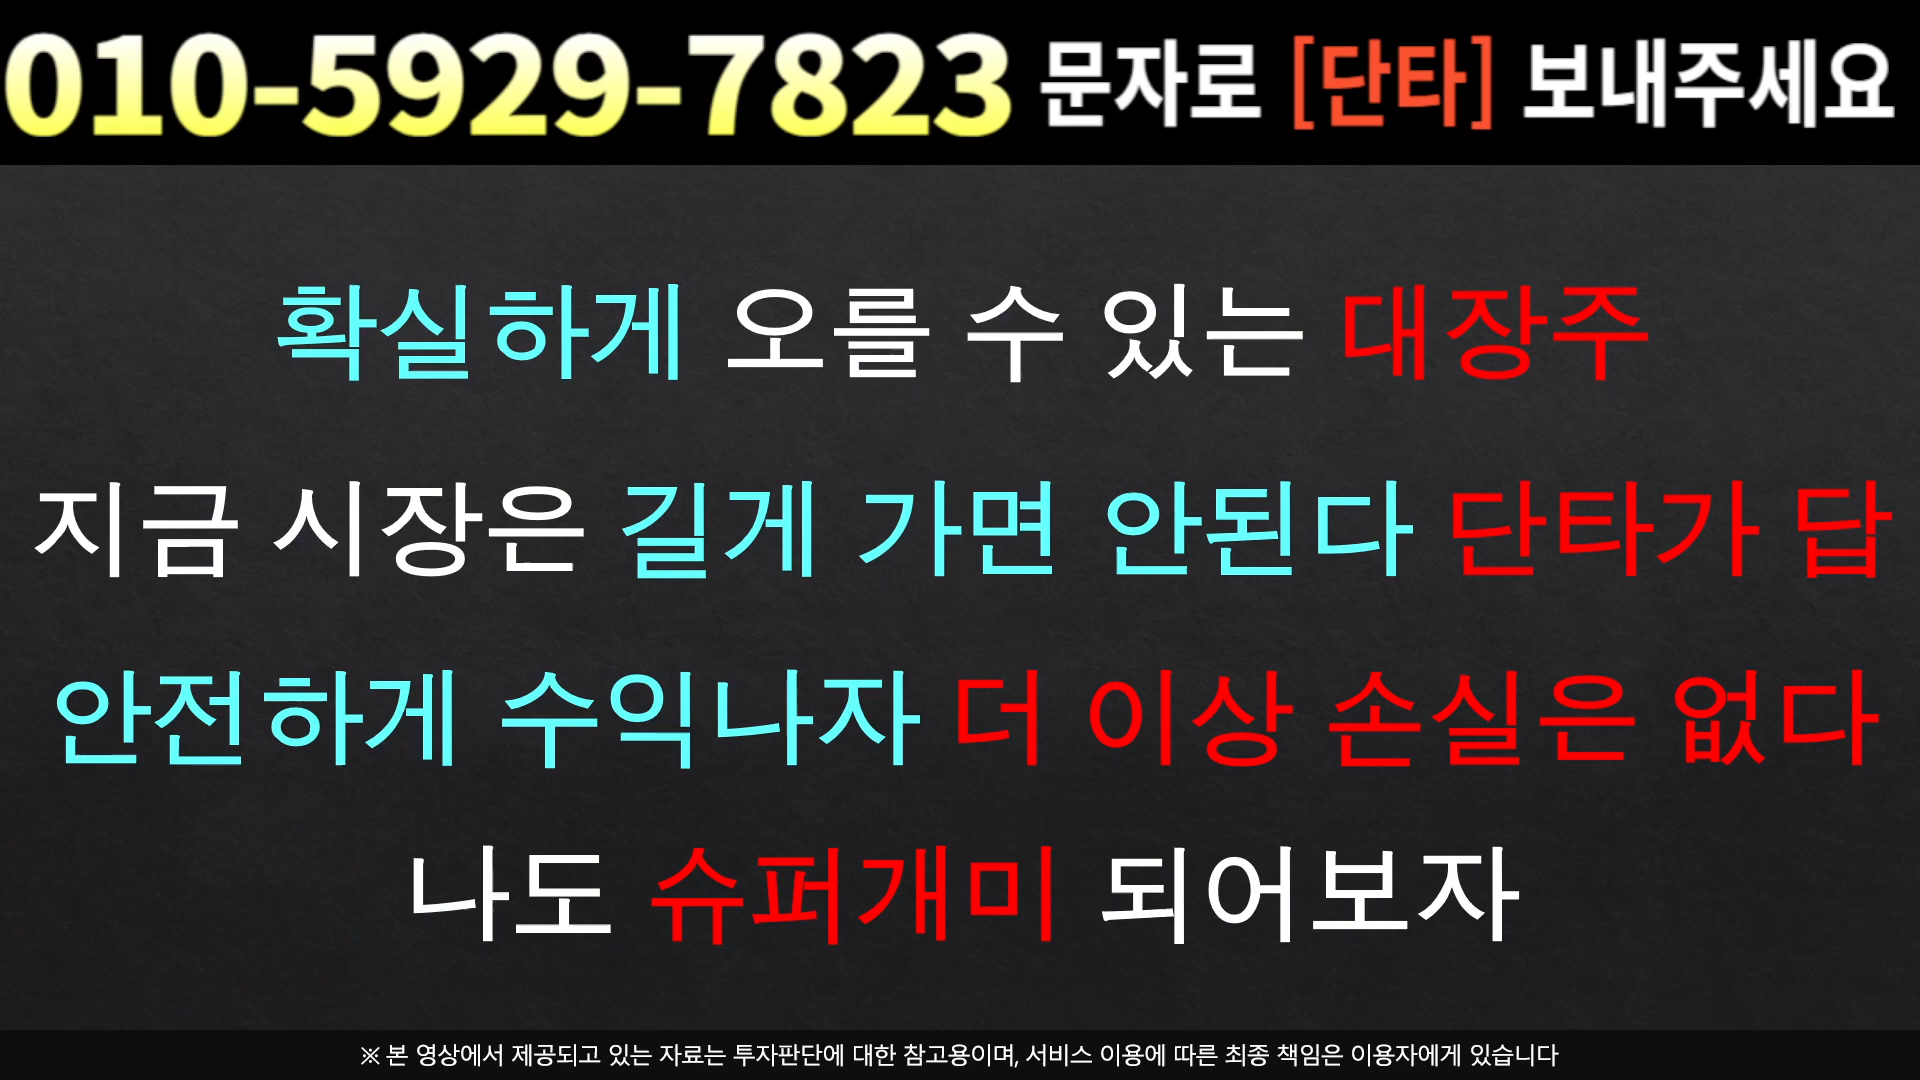 010-5929-7823 문자로 [단타] 보내주세요
확실하게 오를 수 있는 대장주
지금 시장은 길게 가면 안된다 단타가 답
안전하게 수익나자 더 이상 손실은 없다
나도 슈퍼개미 되어보자
※ 본 영상에서 제공되고 있는 자료는 투자판단에 대한 참고용이며, 서비스 이용에 따른 최종 책임은 이용자에게 있습니다